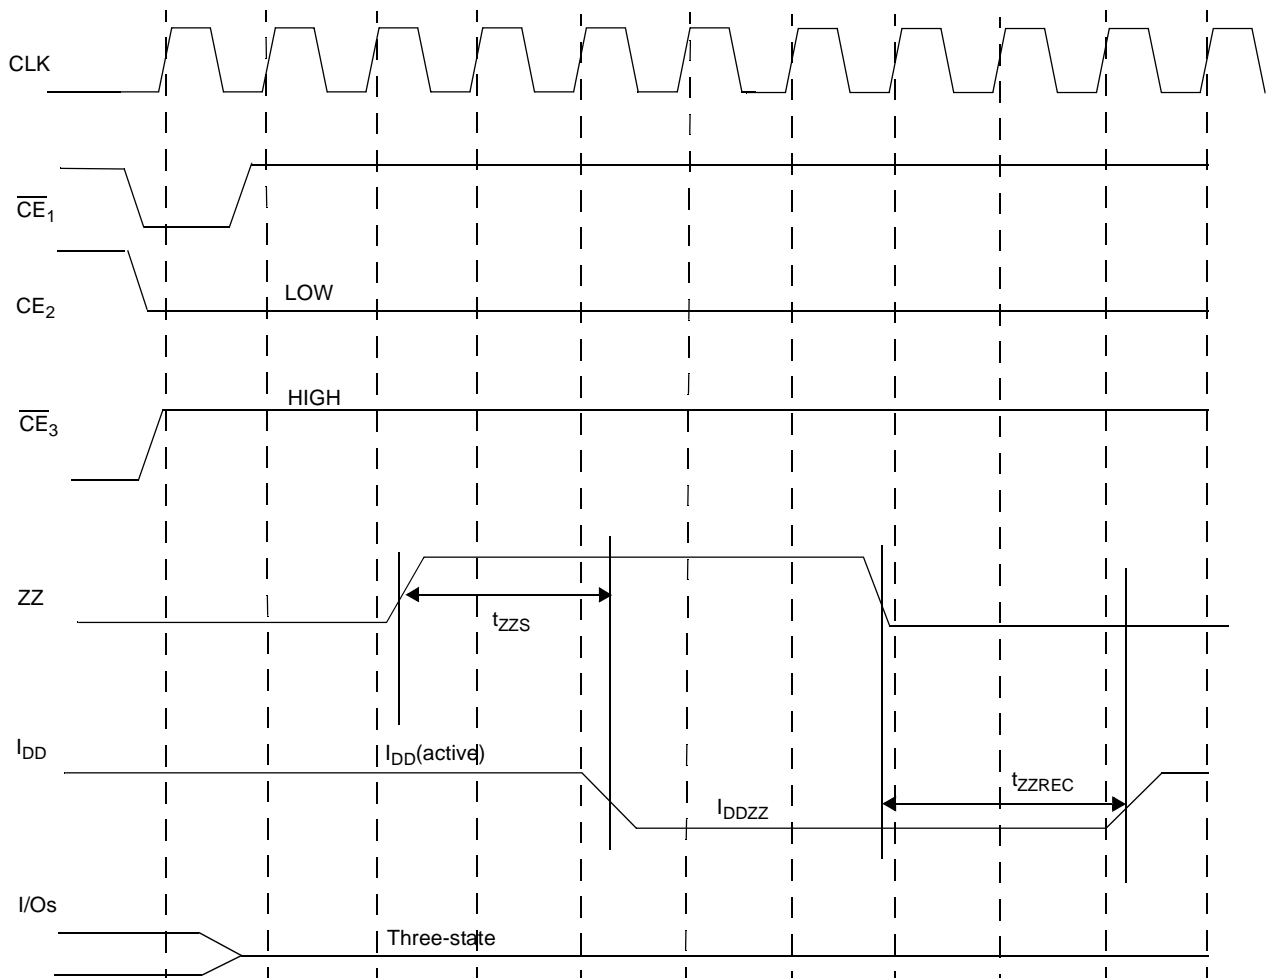 CLK
CE1
CE2
LOW
CE3
HIGH
ZZ
tZZS
IDD
IDD(active)
tZZREC
IDDZZ
I/Os
Three-state